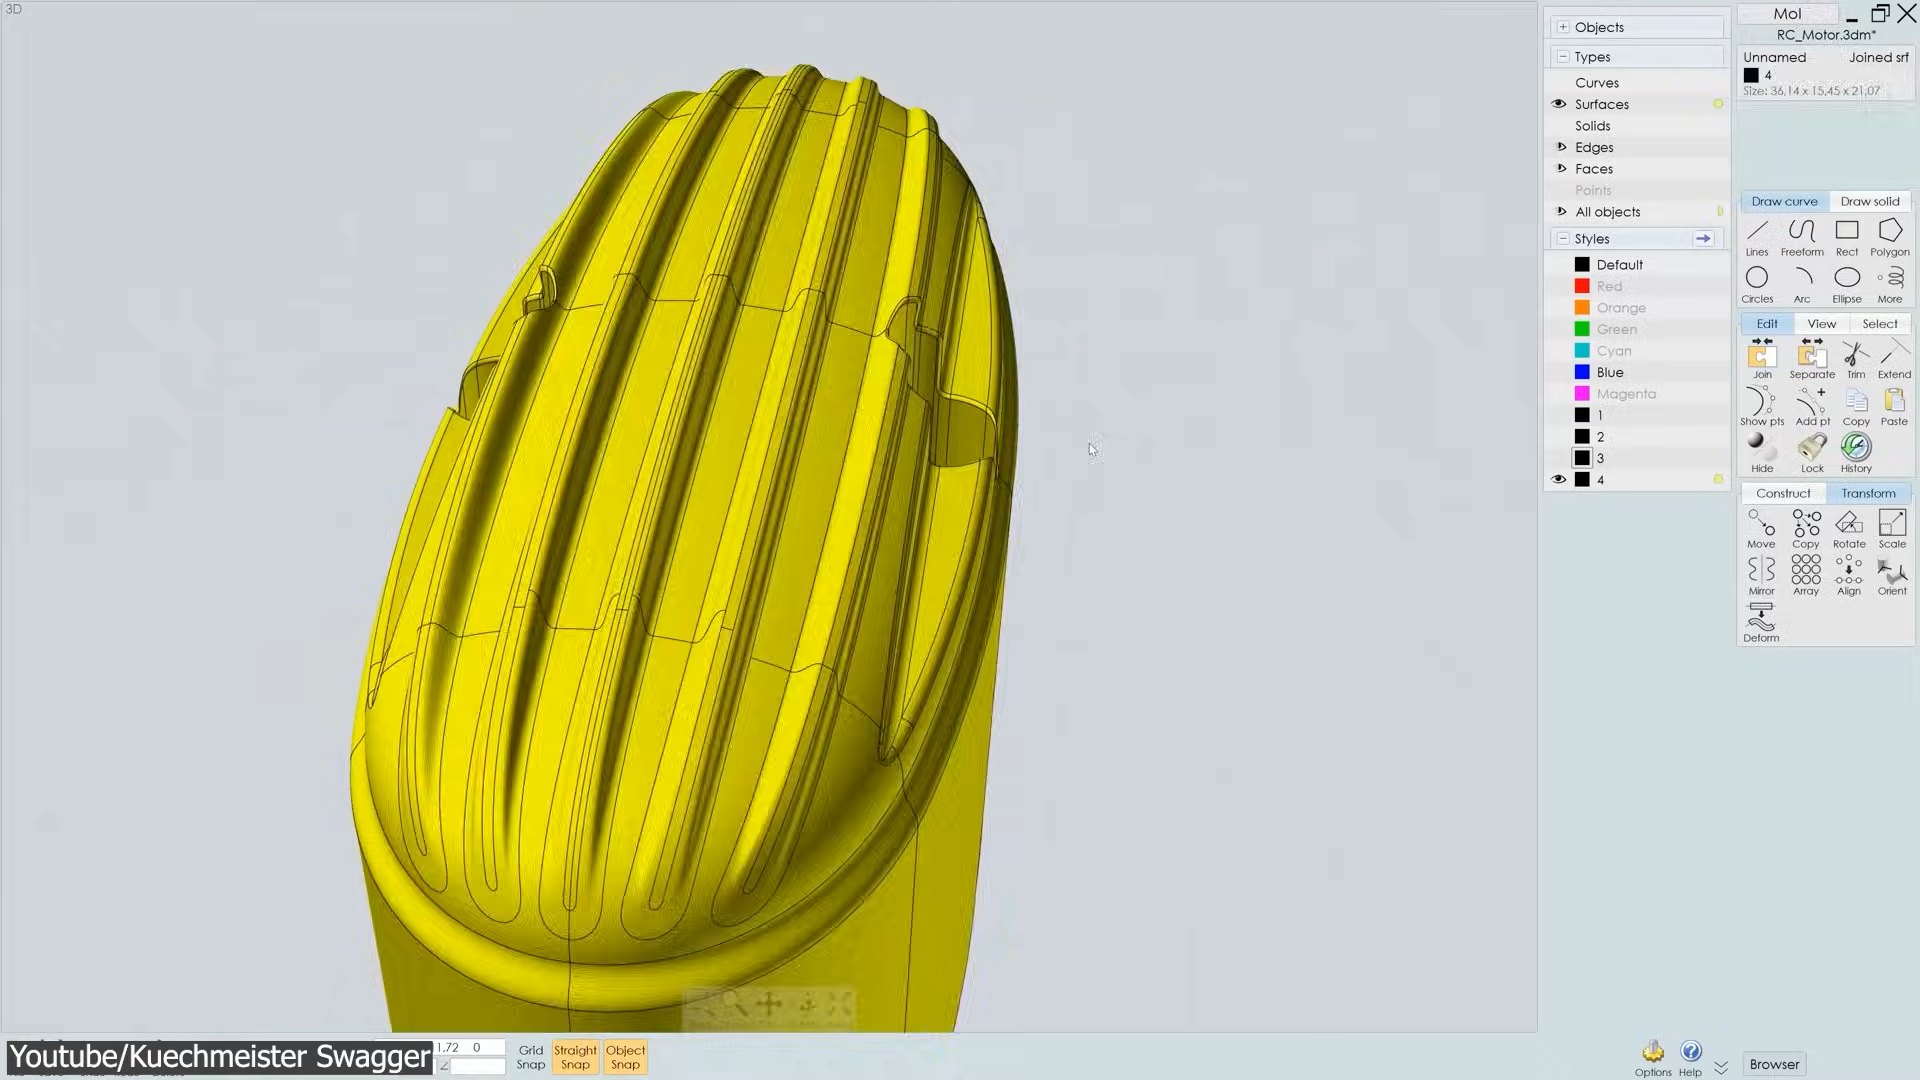 3D
Objects
Types
Curves
Surfaces
Solids
Edges
Faces
Points
All objects
Styles
Default
Red
Orange
Green
Cyan
Blue
Magenta
1
2
3
4
MoI
RC_Motor.3dm*
Unnamed Joined srf
4
Size: 36,14 x 15,45 x 21,07
Draw curve Draw solid
Lines Freeform Rect Polygon
Circles Arc Ellipse More
Edit View Select
Join Separate Trim Extend
Show pts Add pt Copy Paste
Hide Lock History
Construct Transform
Move Copy Rotate Scale
Mirror Array Align Orient
Deform
Youtube/Kuechmeister Swagger
1.72 0
Grid Snap
Straight Snap
Object Snap
Options Help
Browser